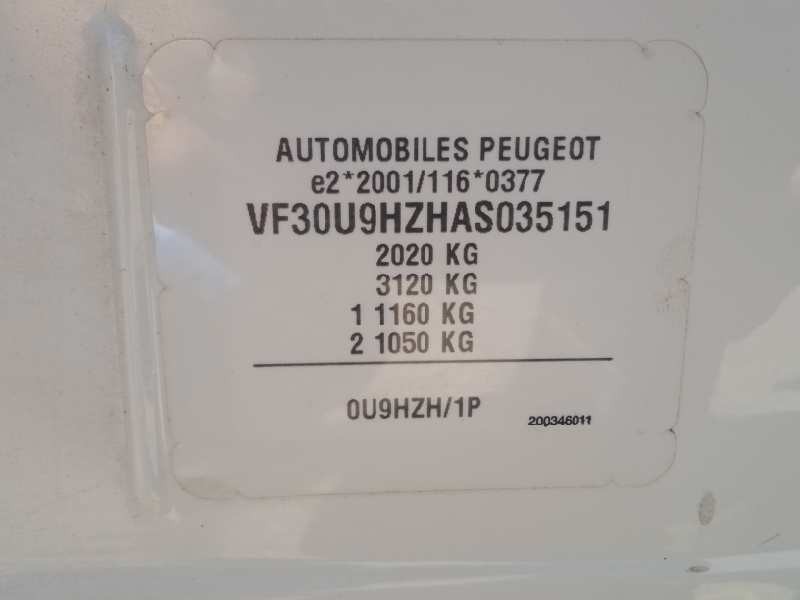 AUTOMOBILES PEUGEOT
e2*2001/116*0377
VF30U9HZHAS035151
2020 KG
3120 KG
1 1160 KG
2 1050 KG
0U9HZH/1P
200346011